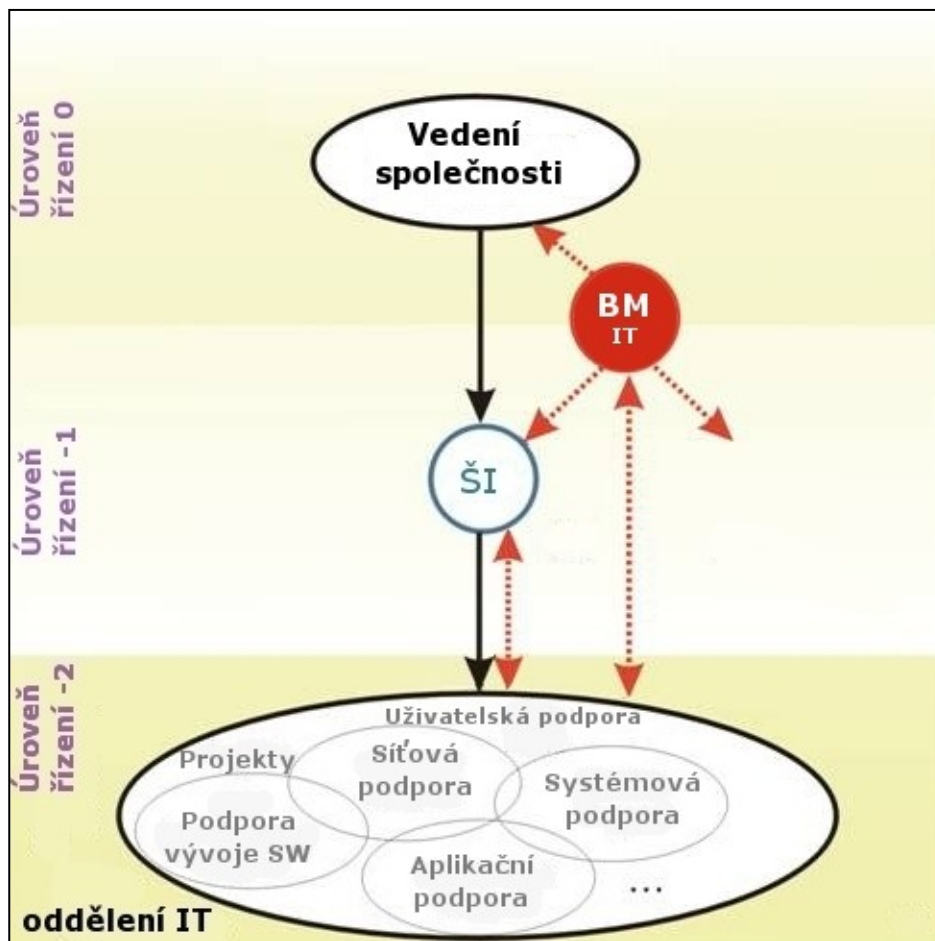 Úroveň
řízení 0
Vedení
společnosti
BM
IT
Úroveň
řízení -1
ŠI
Úroveň
řízení -2
Uživatelská podpora
Projekty
Síťová
podpora
Systémová
podpora
Podpora
vývoje SW
Aplikační
podpora
...
oddělení IT